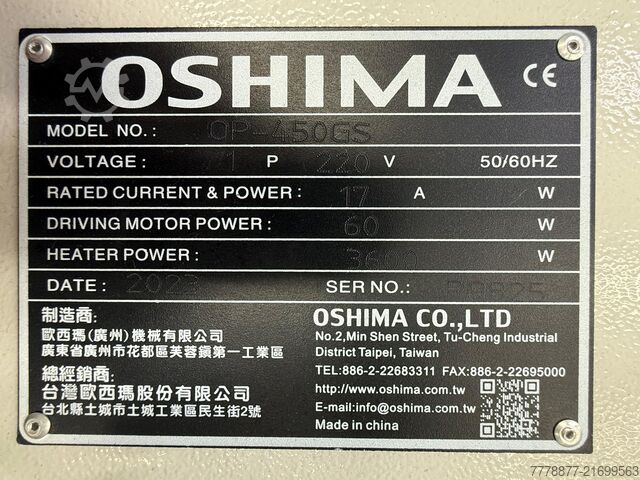 OSHIMA CE
MODEL NO.: OP-450GS
VOLTAGE: 1 P 220 V 50/60HZ
RATED CURRENT & POWER: 17 A W
DRIVING MOTOR POWER: 60 W
HEATER POWER: 3600 W
DATE: 2023 SER NO.:
制造商:
歐西瑪(廣州)機械有限公司
廣東省廣州市花都區芙蓉鎮第一工業區
總經銷商:
台灣歐西瑪股份有限公司
台北縣土城市土城工業區民生街2號
OSHIMA CO.,LTD
No.2,Min Shen Street, Tu-Cheng Industrial
District Taipei, Taiwan
TEL:886-2-22683311 FAX:886-2-22695000
http://www.oshima.com.tw
E-mail:info@oshima.com.tw
Made in china
7778877-21699563